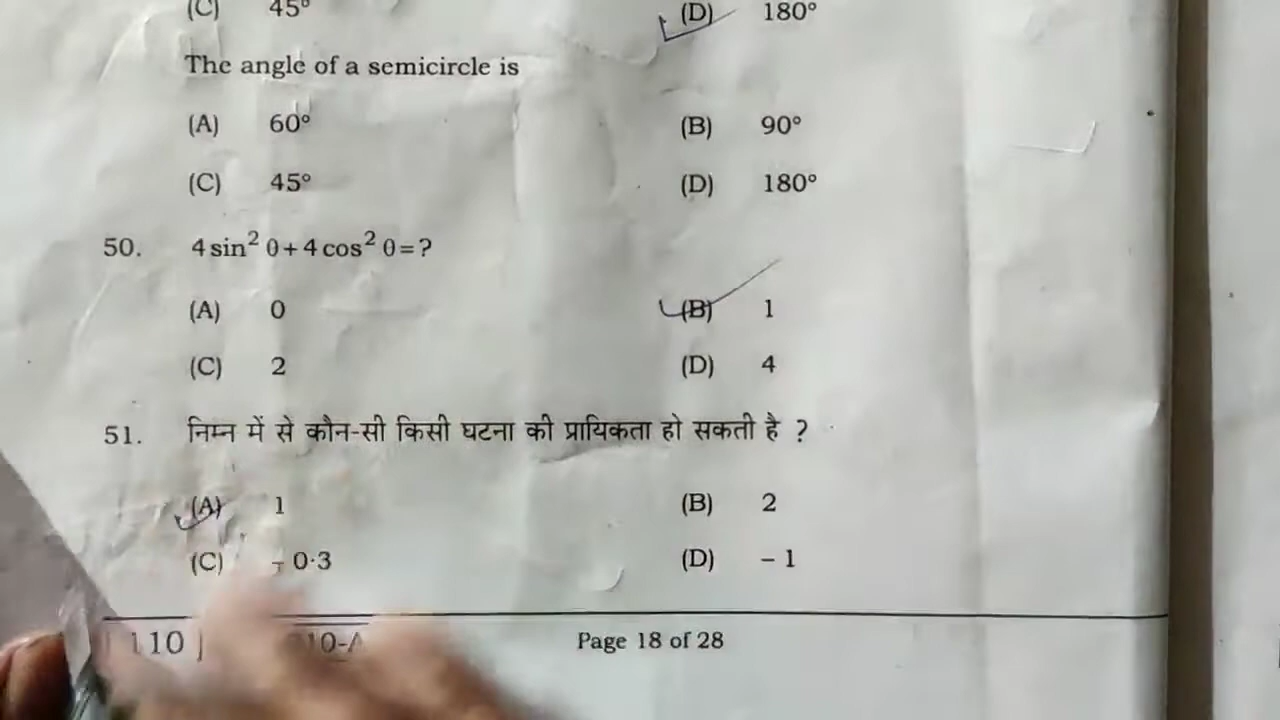 (C) 45° (D) 180°
The angle of a semicircle is
(A) 60° (B) 90°
(C) 45° (D) 180°
50. 4 sin² θ + 4 cos² θ = ?
(A) 0 (B) 1
(C) 2 (D) 4
51. निम्न में से कौन-सी किसी घटना की प्रायिकता हो सकती है ?
(A) 1 (B) 2
(C) – 0·3 (D) – 1
110 ] Page 18 of 28